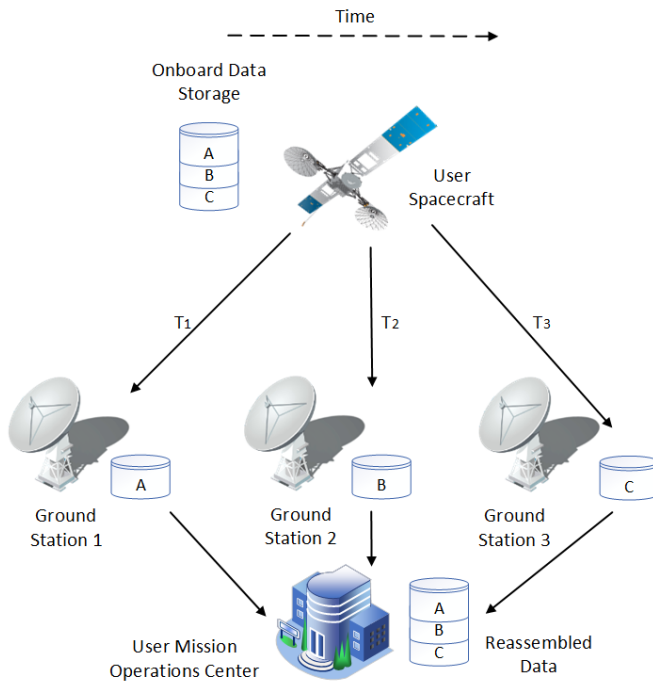 Time
Onboard Data
Storage
A
B
C
User
Spacecraft
T1
T2
T3
A
B
C
Ground
Station 1
Ground
Station 2
Ground
Station 3
A
B
C
User Mission
Operations Center
Reassembled
Data